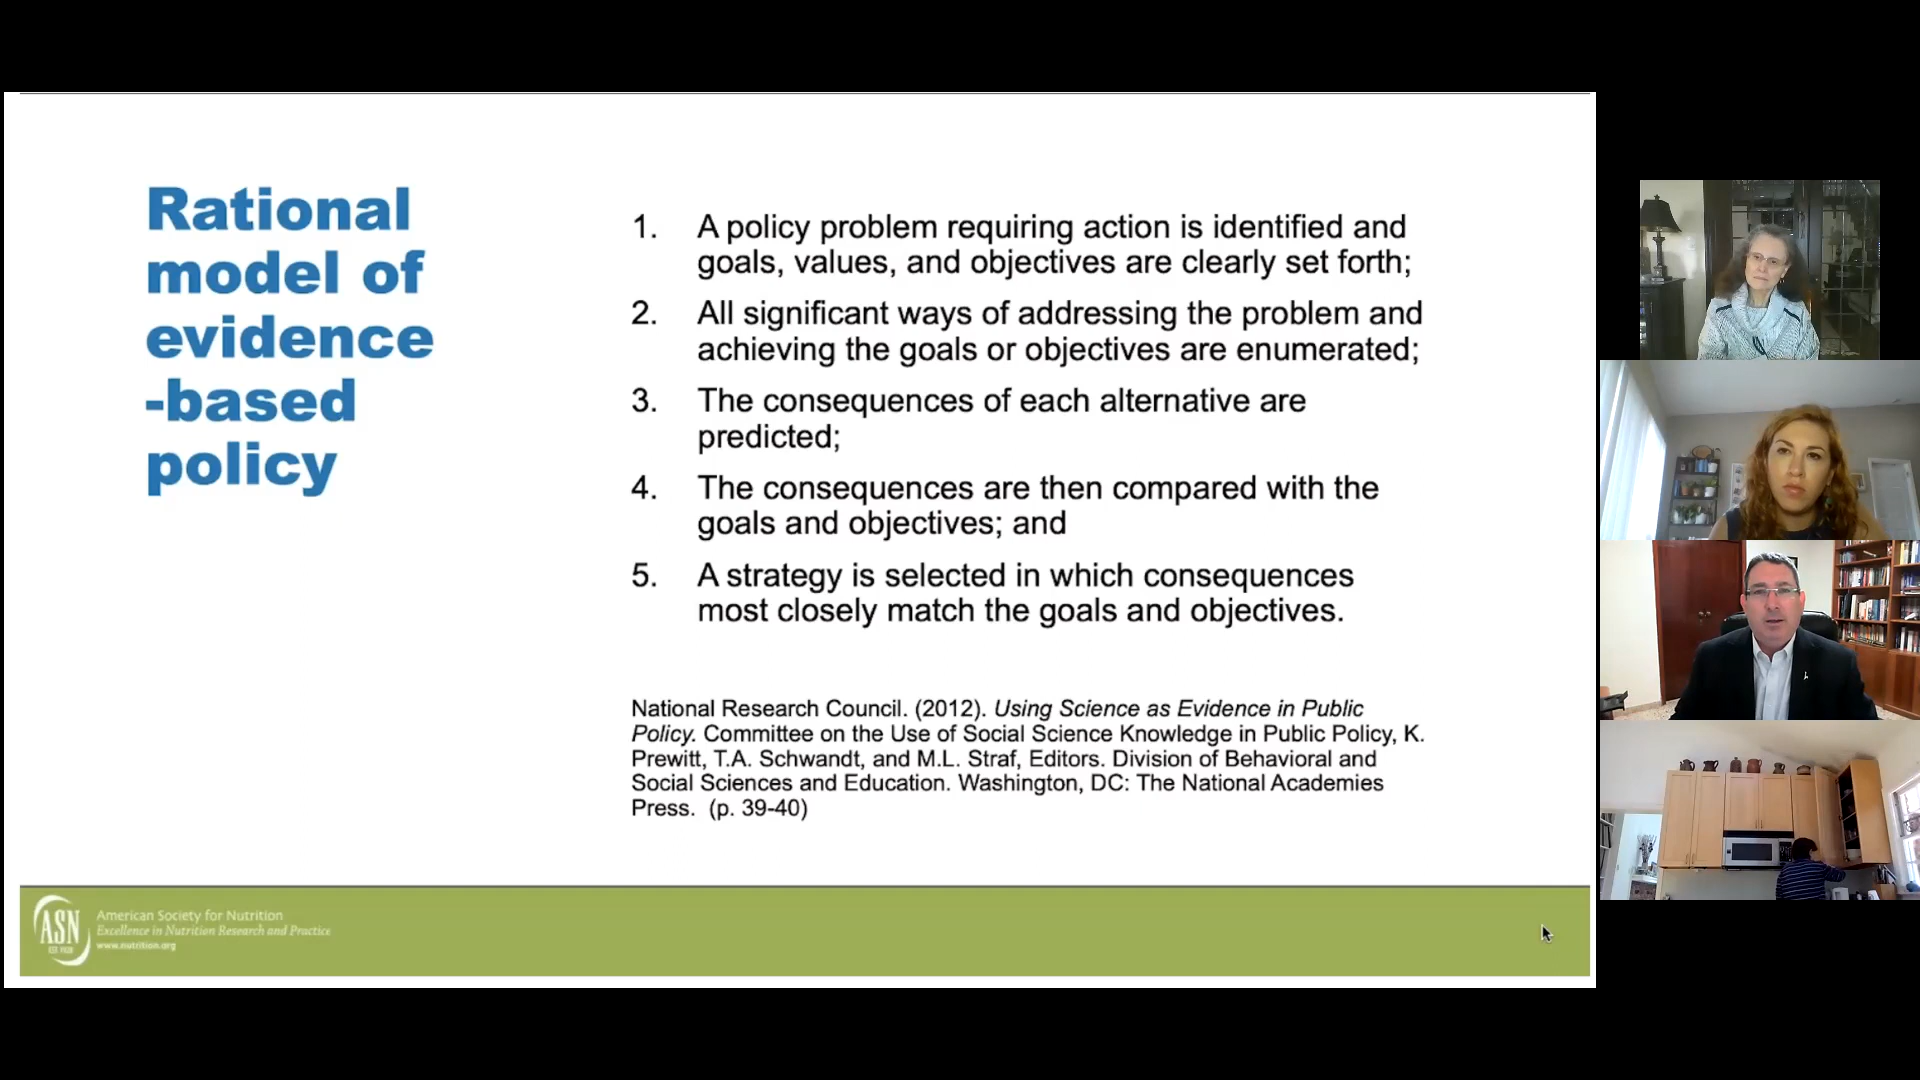 Rational
model of
evidence
-based
policy
1. A policy problem requiring action is identified and
goals, values, and objectives are clearly set forth;
2. All significant ways of addressing the problem and
achieving the goals or objectives are enumerated;
3. The consequences of each alternative are
predicted;
4. The consequences are then compared with the
goals and objectives; and
5. A strategy is selected in which consequences
most closely match the goals and objectives.
National Research Council. (2012). Using Science as Evidence in Public
Policy. Committee on the Use of Social Science Knowledge in Public Policy, K.
Prewitt, T.A. Schwandt, and M.L. Straf, Editors. Division of Behavioral and
Social Sciences and Education. Washington, DC: The National Academies
Press. (p. 39-40)
ASN
American Society for Nutrition
Excellence in Nutrition Research and Practice
www.nutrition.org